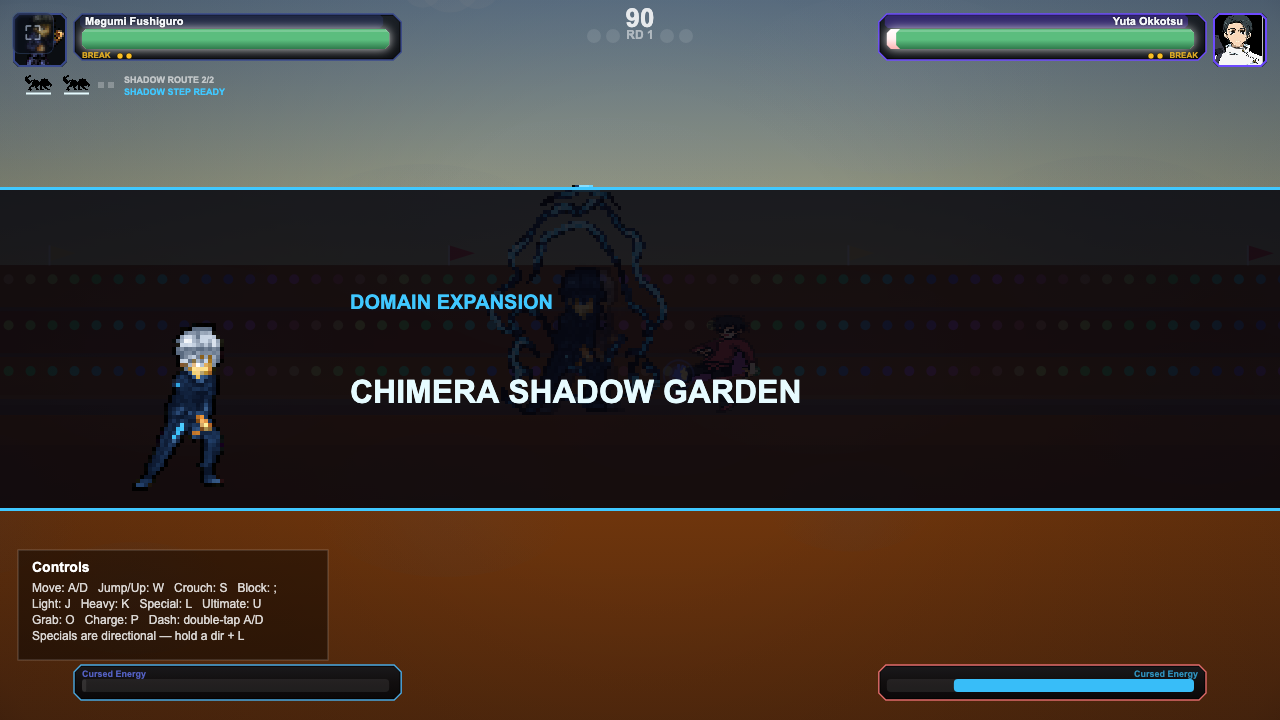 Megumi Fushiguro
BREAK
SHADOW ROUTE 2/2
SHADOW STEP READY
90
RD 1
Yuta Okkotsu
BREAK
DOMAIN EXPANSION
CHIMERA SHADOW GARDEN
Controls
Move: A/D Jump/Up: W Crouch: S Block: ;
Light: J Heavy: K Special: L Ultimate: U
Grab: O Charge: P Dash: double-tap A/D
Specials are directional — hold a dir + L
Cursed Energy
Cursed Energy